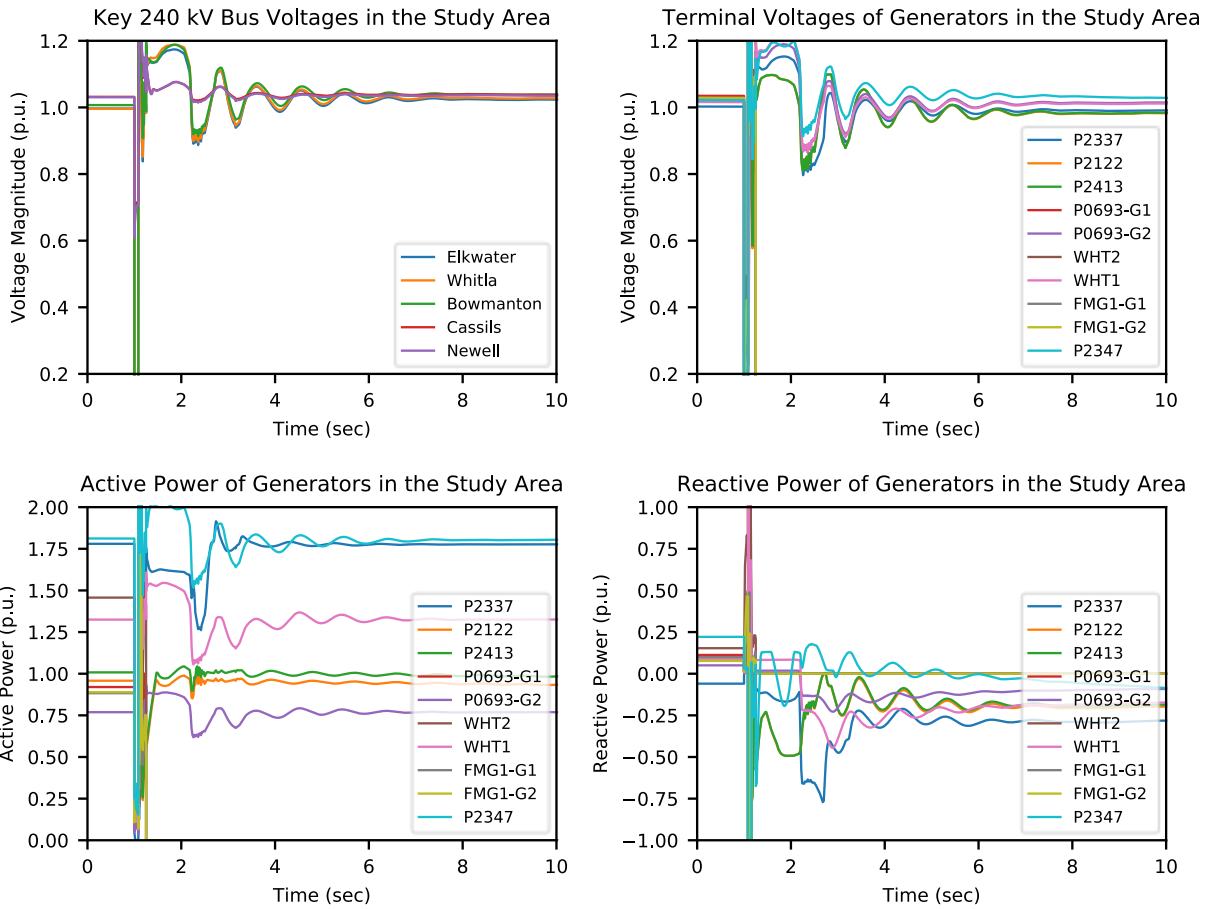 Key 240 kV Bus Voltages in the Study Area
Voltage Magnitude (p.u.)
1.2
1.0
0.8
0.6
0.4
0.2
Elkwater
Whitla
Bowmanton
Cassils
Newell
0 2 4 6 8 10
Time (sec)
Terminal Voltages of Generators in the Study Area
Voltage Magnitude (p.u.)
1.2
1.0
0.8
0.6
0.4
0.2
P2337
P2122
P2413
P0693-G1
P0693-G2
WHT2
WHT1
FMG1-G1
FMG1-G2
P2347
0 2 4 6 8 10
Time (sec)
Active Power of Generators in the Study Area
Active Power (p.u.)
2.00
1.75
1.50
1.25
1.00
0.75
0.50
0.25
0.00
P2337
P2122
P2413
P0693-G1
P0693-G2
WHT2
WHT1
FMG1-G1
FMG1-G2
P2347
0 2 4 6 8 10
Time (sec)
Reactive Power of Generators in the Study Area
Reactive Power (p.u.)
1.00
0.75
0.50
0.25
0.00
−0.25
−0.50
−0.75
−1.00
P2337
P2122
P2413
P0693-G1
P0693-G2
WHT2
WHT1
FMG1-G1
FMG1-G2
P2347
0 2 4 6 8 10
Time (sec)